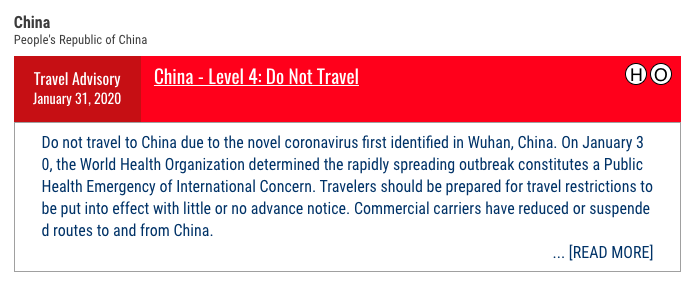 China
People's Republic of China
Travel Advisory
January 31, 2020
China - Level 4: Do Not Travel
H O
Do not travel to China due to the novel coronavirus first identified in Wuhan, China. On January 3
0, the World Health Organization determined the rapidly spreading outbreak constitutes a Public
Health Emergency of International Concern. Travelers should be prepared for travel restrictions to
be put into effect with little or no advance notice. Commercial carriers have reduced or suspende
d routes to and from China.
... [READ MORE]